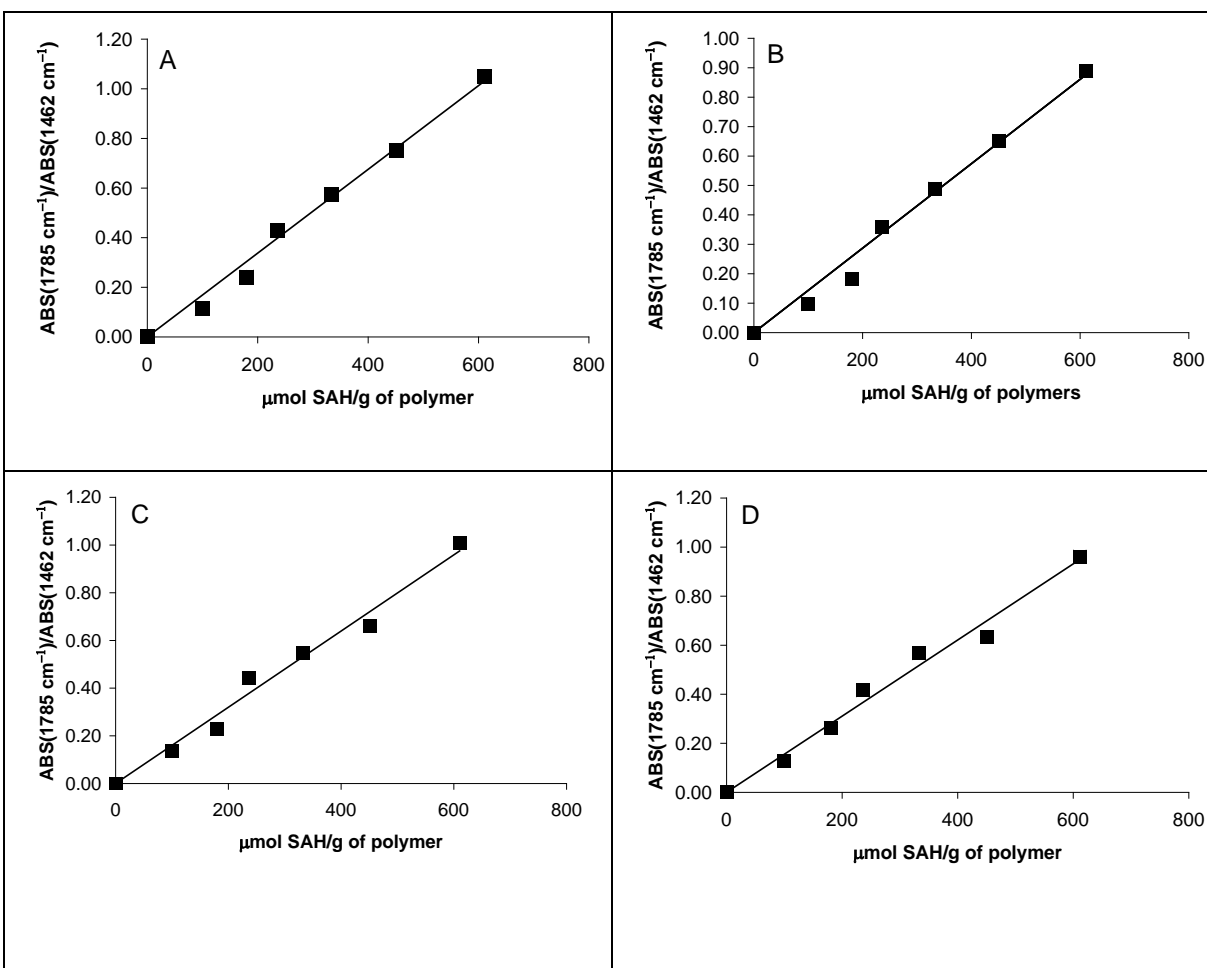 A
ABS(1785 cm⁻¹)/ABS(1462 cm⁻¹)
1.20
1.00
0.80
0.60
0.40
0.20
0.00
0 200 400 600 800
μmol SAH/g of polymer
B
ABS(1785 cm⁻¹)/ABS(1462 cm⁻¹)
1.00
0.90
0.80
0.70
0.60
0.50
0.40
0.30
0.20
0.10
0.00
0 200 400 600 800
μmol SAH/g of polymers
C
ABS(1785 cm⁻¹)/ABS(1462 cm⁻¹)
1.20
1.00
0.80
0.60
0.40
0.20
0.00
0 200 400 600 800
μmol SAH/g of polymer
D
ABS(1785 cm⁻¹)/ABS(1462 cm⁻¹)
1.20
1.00
0.80
0.60
0.40
0.20
0.00
0 200 400 600 800
μmol SAH/g of polymer